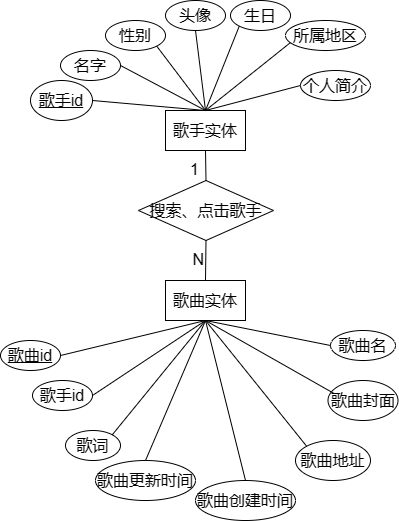 头像
生日
性别
所属地区
名字
个人简介
歌手id
歌手实体
1
搜索、点击歌手
N
歌曲实体
歌曲名
歌曲id
歌手id
歌曲封面
歌词
歌曲地址
歌曲更新时间
歌曲创建时间